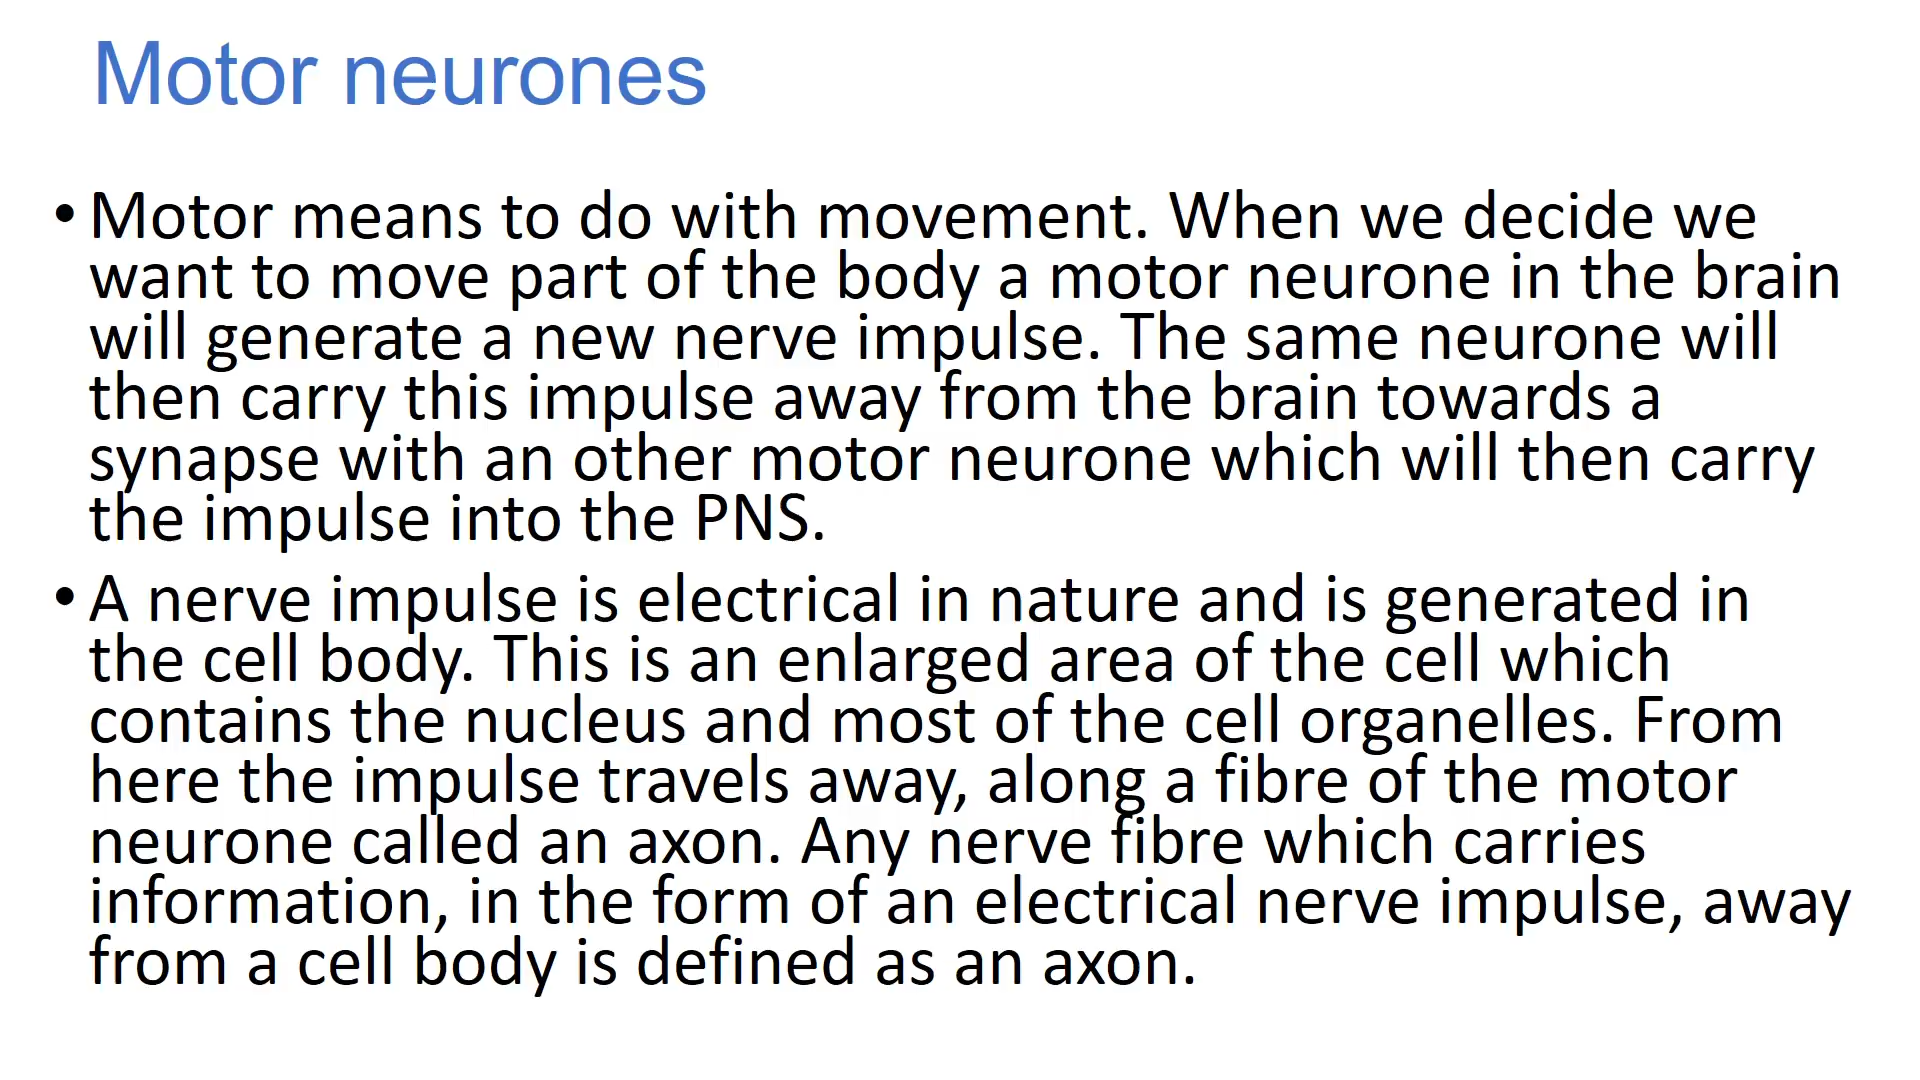 Motor neurones
• Motor means to do with movement. When we decide we
want to move part of the body a motor neurone in the brain
will generate a new nerve impulse. The same neurone will
then carry this impulse away from the brain towards a
synapse with an other motor neurone which will then carry
the impulse into the PNS.
• A nerve impulse is electrical in nature and is generated in
the cell body. This is an enlarged area of the cell which
contains the nucleus and most of the cell organelles. From
here the impulse travels away, along a fibre of the motor
neurone called an axon. Any nerve fibre which carries
information, in the form of an electrical nerve impulse, away
from a cell body is defined as an axon.